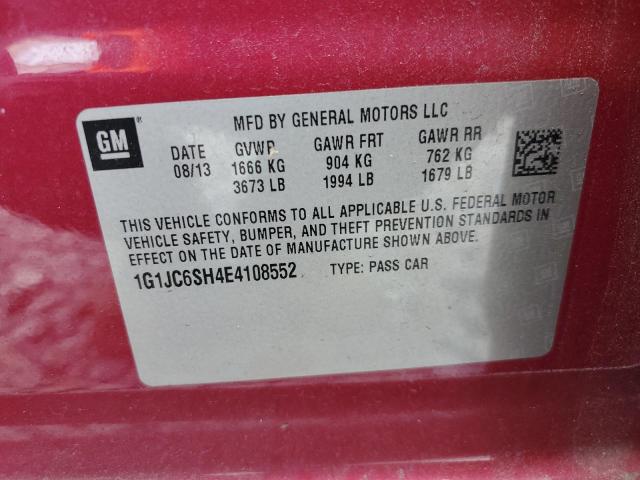 GM ®
MFD BY GENERAL MOTORS LLC
DATE GVWR GAWR FRT GAWR RR
08/13 1666 KG 904 KG 762 KG
3673 LB 1994 LB 1679 LB
THIS VEHICLE CONFORMS TO ALL APPLICABLE U.S. FEDERAL MOTOR
VEHICLE SAFETY, BUMPER, AND THEFT PREVENTION STANDARDS IN
EFFECT ON THE DATE OF MANUFACTURE SHOWN ABOVE.
1G1JC6SH4E4108552 TYPE: PASS CAR